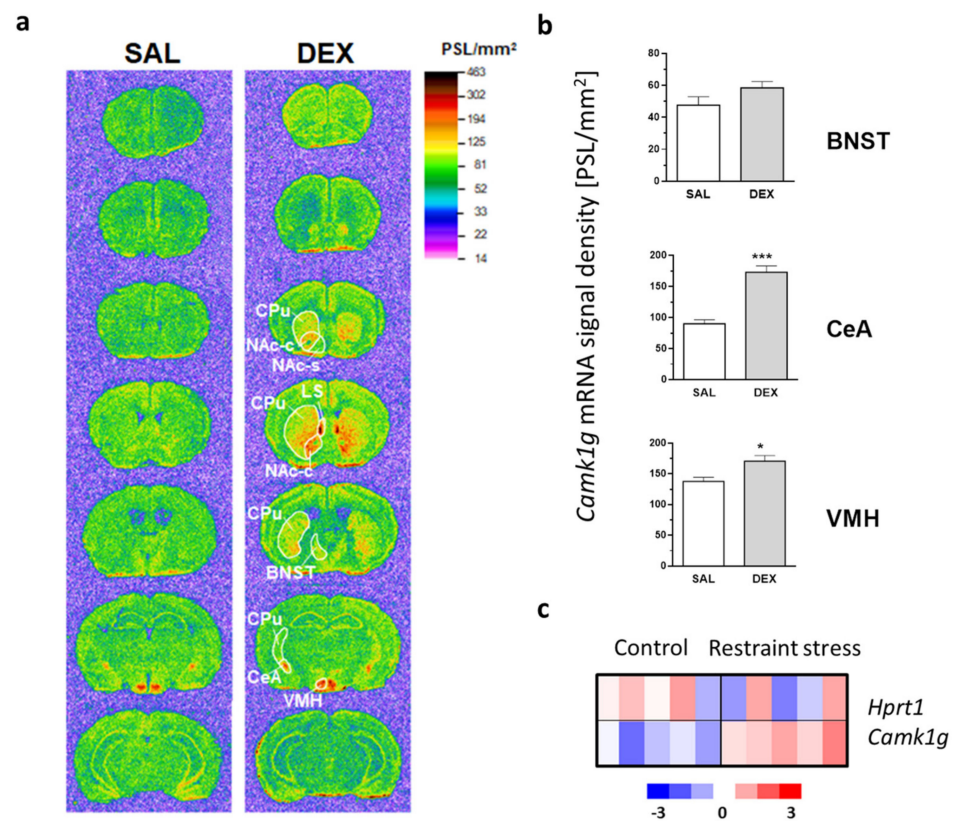 a
SAL
DEX
PSL/mm²
463
302
194
125
81
52
33
22
14
CPu
NAc-c
NAc-s
LS
CPu
NAc-c
CPu
BNST
CPu
CeA
VMH
b
Camk1g mRNA signal density [PSL/mm²]
80
60
40
20
0
SAL
DEX
BNST
200
150
100
50
0
***
SAL
DEX
CeA
200
150
100
50
0
*
SAL
DEX
VMH
c
Control
Restraint stress
Hprt1
Camk1g
-3
0
3